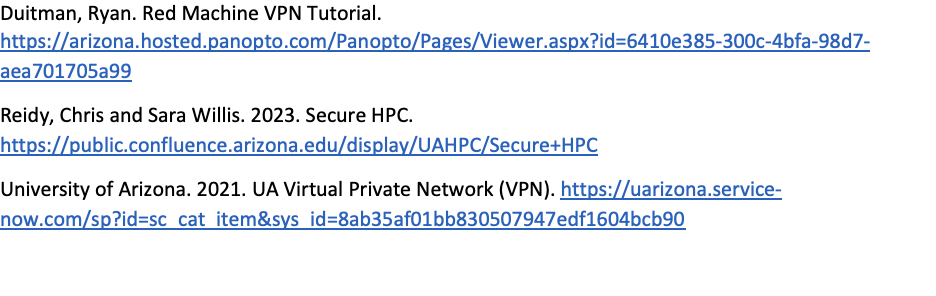 Duitman, Ryan. Red Machine VPN Tutorial.
https://arizona.hosted.panopto.com/Panopto/Pages/Viewer.aspx?id=6410e385-300c-4bfa-98d7-
aea701705a99
Reidy, Chris and Sara Willis. 2023. Secure HPC.
https://public.confluence.arizona.edu/display/UAHPC/Secure+HPC
University of Arizona. 2021. UA Virtual Private Network (VPN). https://uarizona.service-
now.com/sp?id=sc_cat_item&sys_id=8ab35af01bb830507947edf1604bcb90